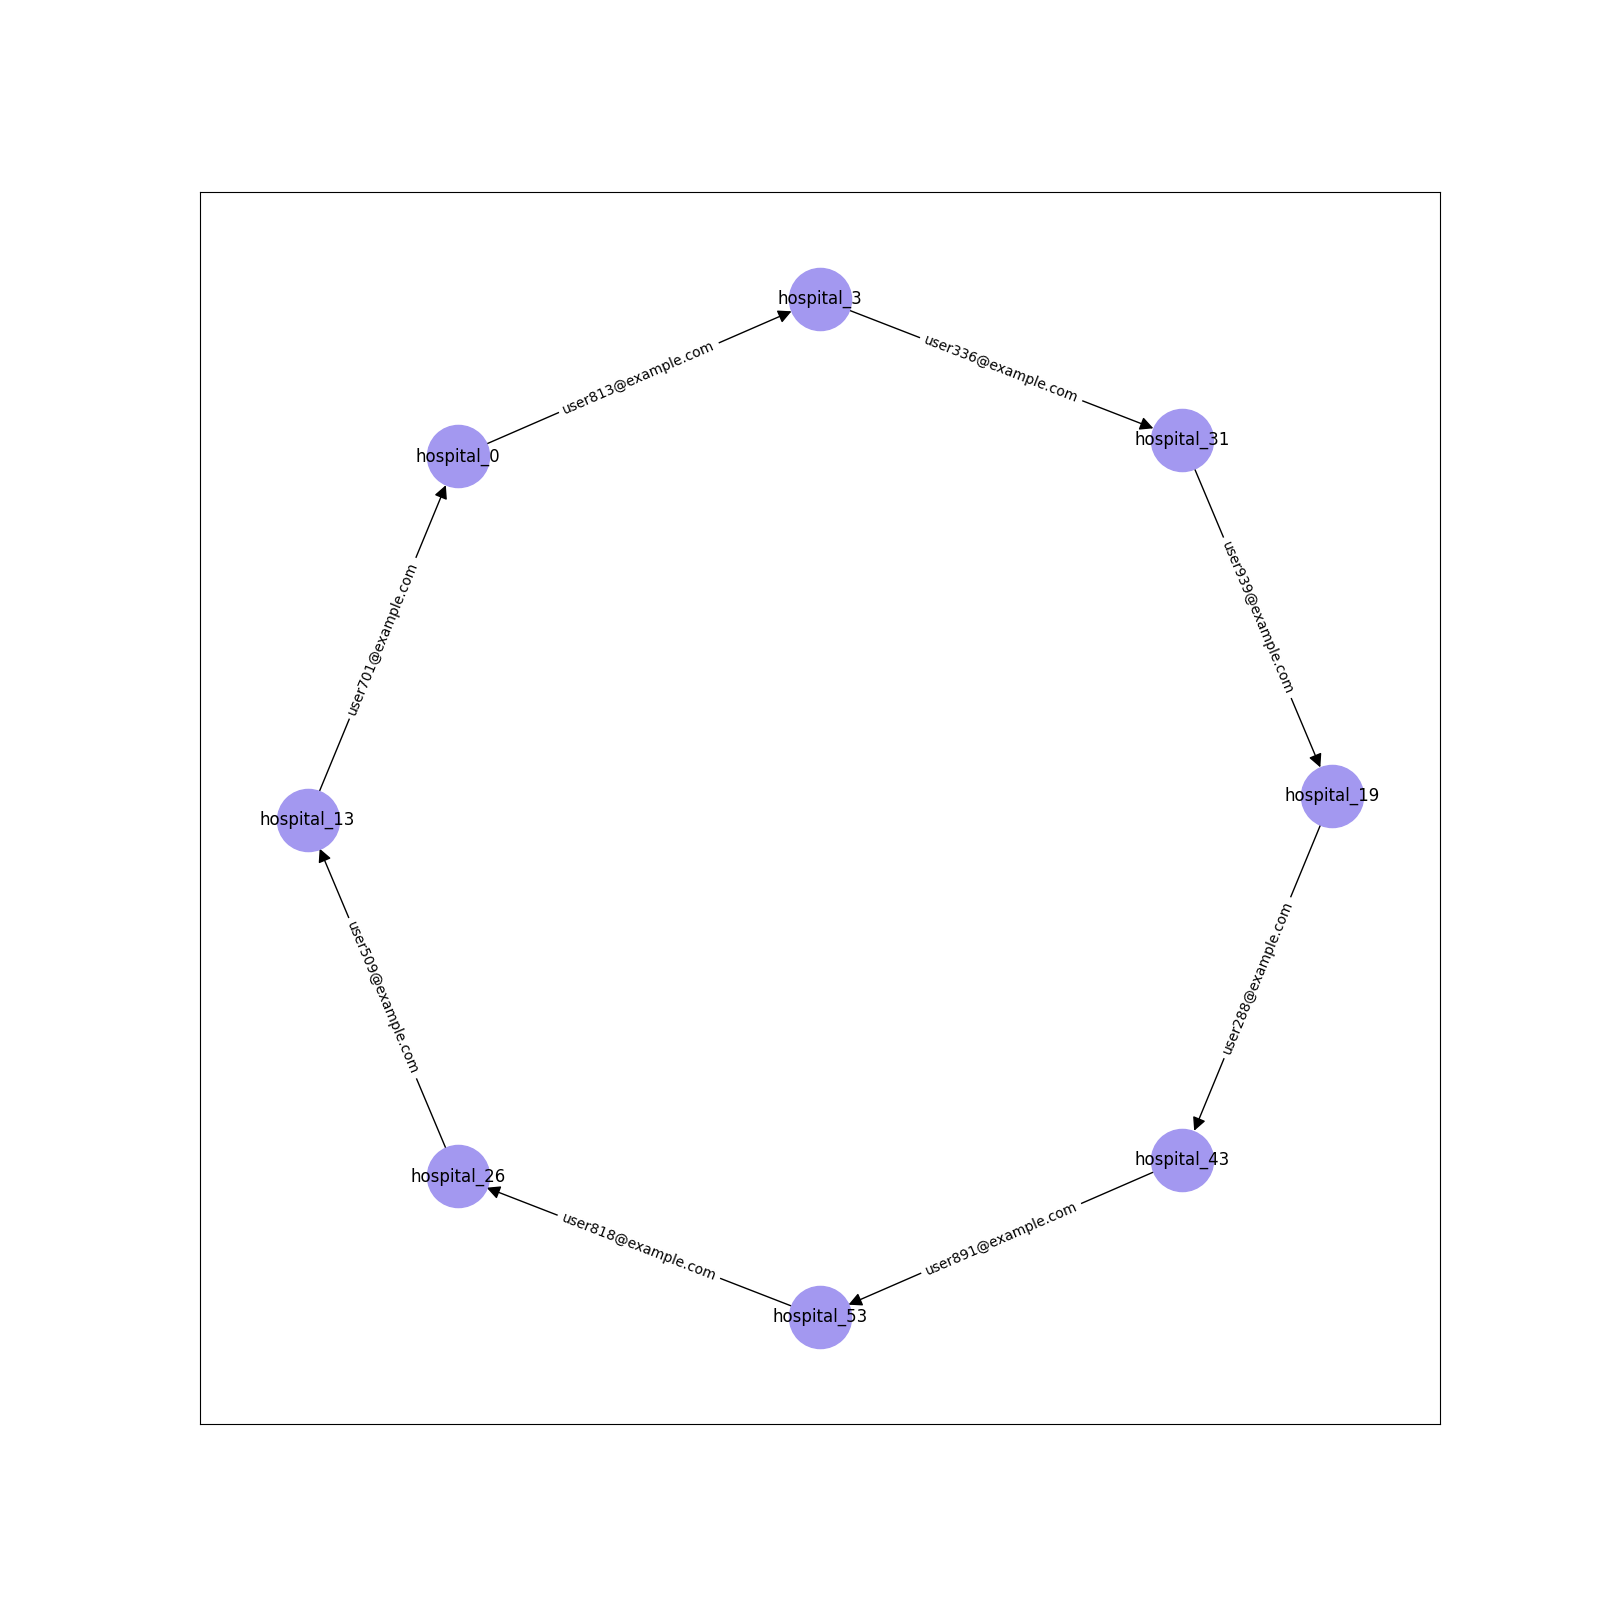 hospital_3
user813@example.com
user336@example.com
hospital_31
hospital_0
user701@example.com
user939@example.com
hospital_19
hospital_13
user509@example.com
user288@example.com
hospital_43
hospital_26
user818@example.com
user891@example.com
hospital_53